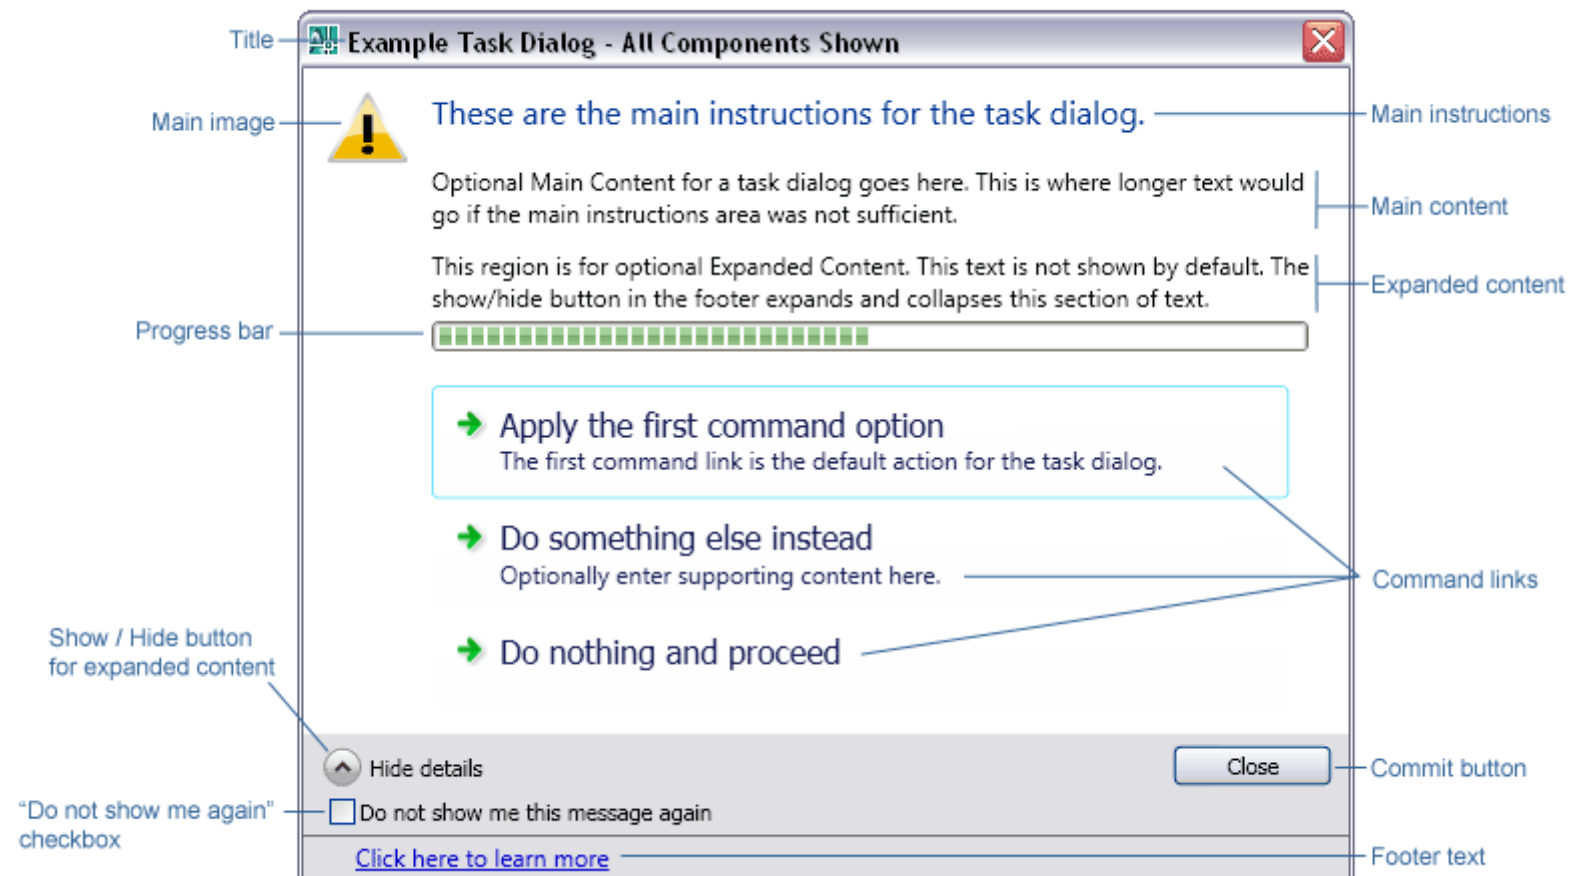 Title
Example Task Dialog - All Components Shown
Main image
These are the main instructions for the task dialog.
Main instructions
Optional Main Content for a task dialog goes here. This is where longer text would
go if the main instructions area was not sufficient.
Main content
This region is for optional Expanded Content. This text is not shown by default. The
show/hide button in the footer expands and collapses this section of text.
Expanded content
Progress bar
Apply the first command option
The first command link is the default action for the task dialog.
Do something else instead
Optionally enter supporting content here.
Command links
Do nothing and proceed
Show / Hide button
for expanded content
Hide details
Close
Commit button
“Do not show me again”
checkbox
Do not show me this message again
Click here to learn more
Footer text